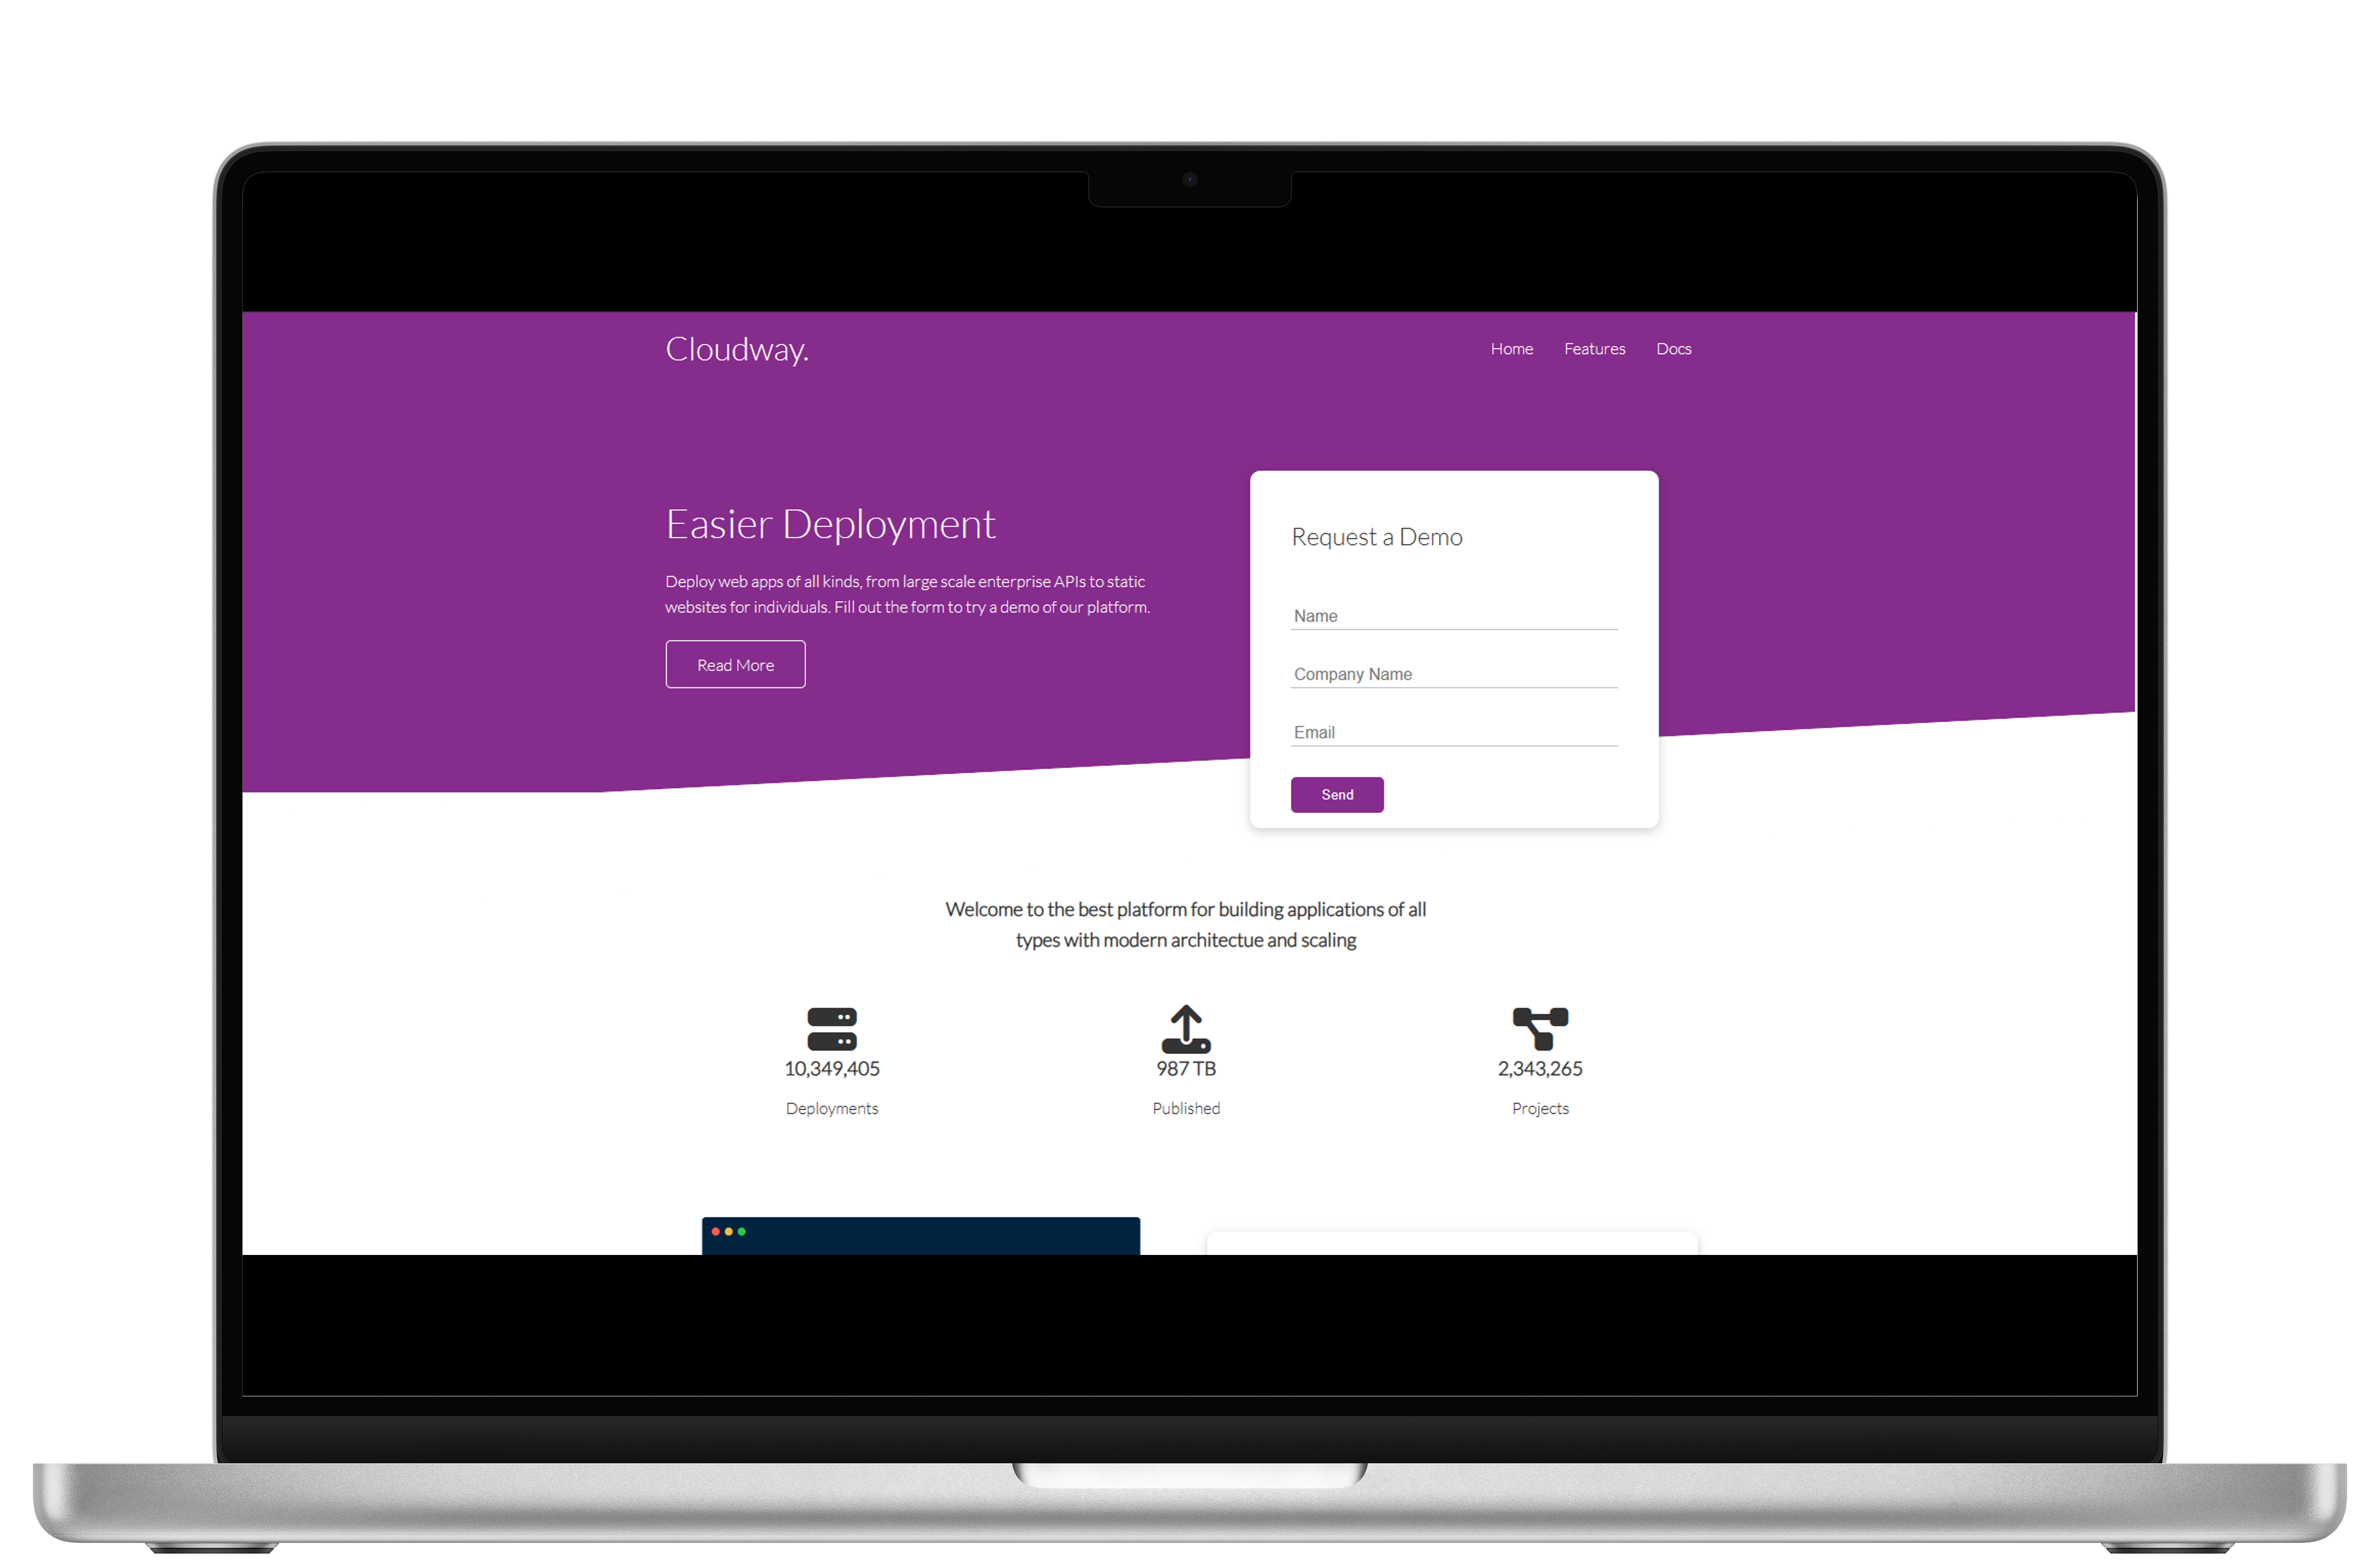 Cloudway.
Home Features Docs
Easier Deployment
Deploy web apps of all kinds, from large scale enterprise APIs to static
websites for individuals. Fill out the form to try a demo of our platform.
Read More
Request a Demo
Name
Company Name
Email
Send
Welcome to the best platform for building applications of all
types with modern architectue and scaling
10,349,405
Deployments
987 TB
Published
2,343,265
Projects